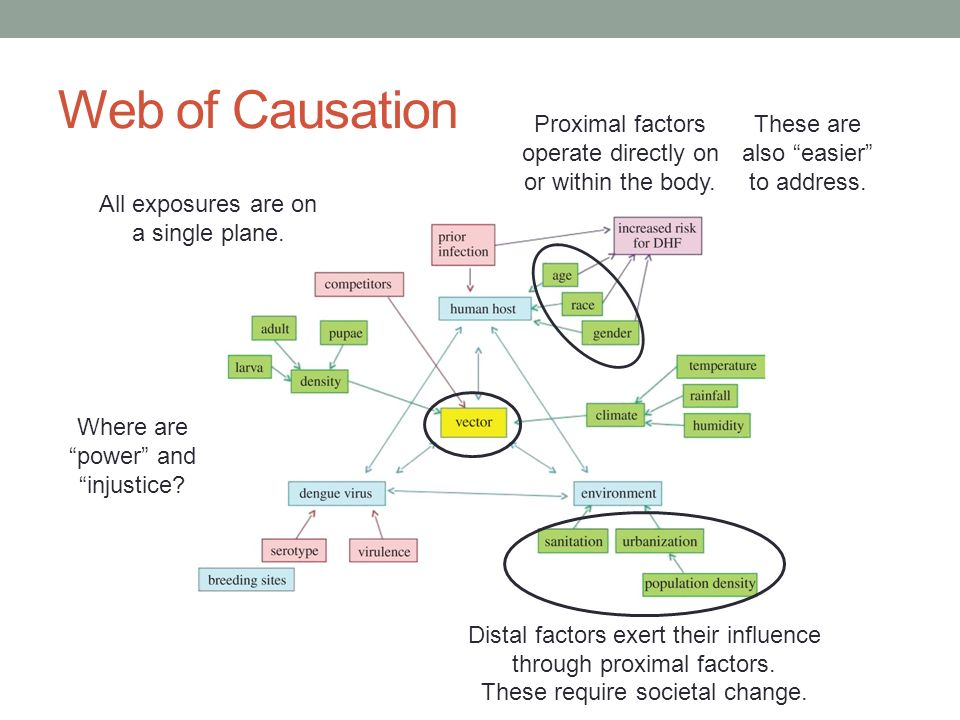 Web of Causation
Proximal factors
operate directly on
or within the body.
These are
also “easier”
to address.
All exposures are on
a single plane.
prior
infection
increased risk
for DHF
competitors
age
human host
race
gender
adult
pupae
larva
density
temperature
rainfall
climate
humidity
vector
Where are
“power” and
“injustice?
dengue virus
environment
serotype
virulence
sanitation
urbanization
breeding sites
population density
Distal factors exert their influence
through proximal factors.
These require societal change.